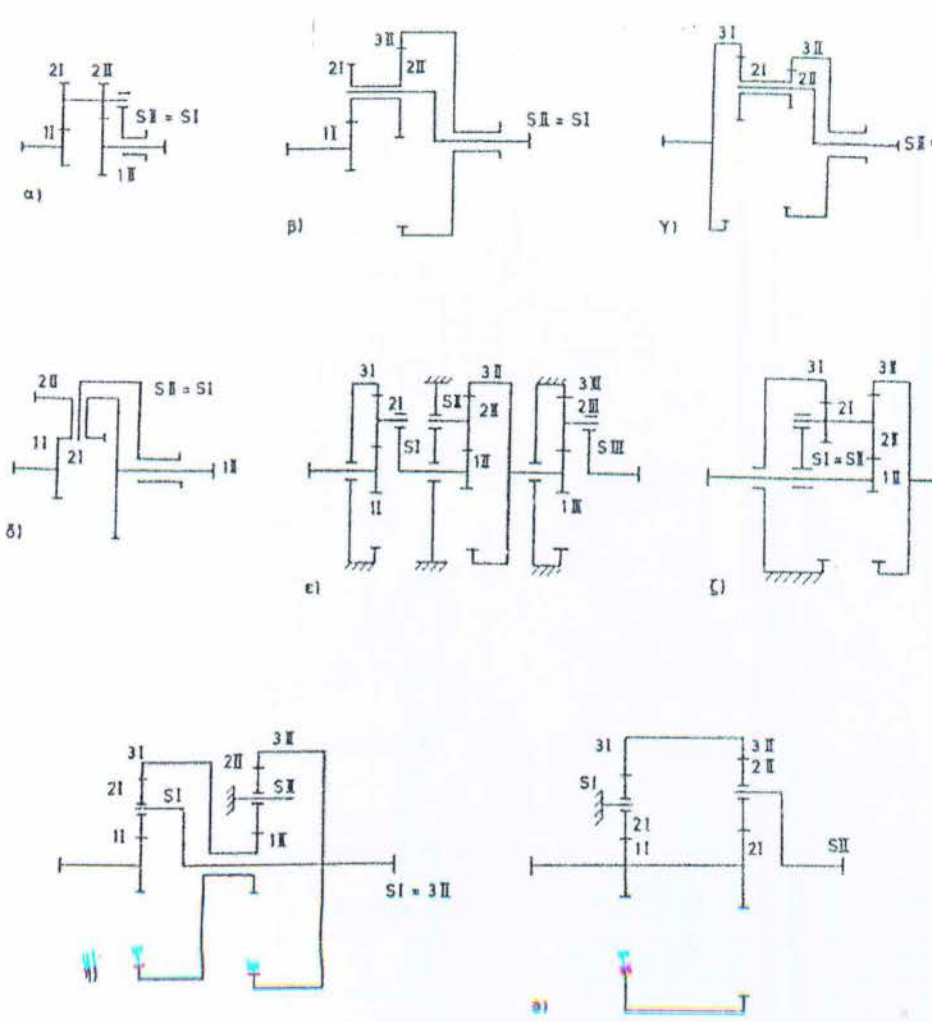 2I 2II
SII = SI
1I
1II
α)
3II
2I 2II
SII = SI
1I
β)
3I 3II
2I 2II
SII =
γ)
2II
SII = SI
1I
2I
1II
δ)
3I 3II 3III
2I SII 2II 2III
SI SIII
1II
1I 1III
ε)
3I 3II
2I
2II
SI = SII
1II
ζ)
3II
3I 2II
2I
SI SII
1I 1II
SI = 3II
η)
3I 3II
2II
SI
2I
1I 2I SII
θ)